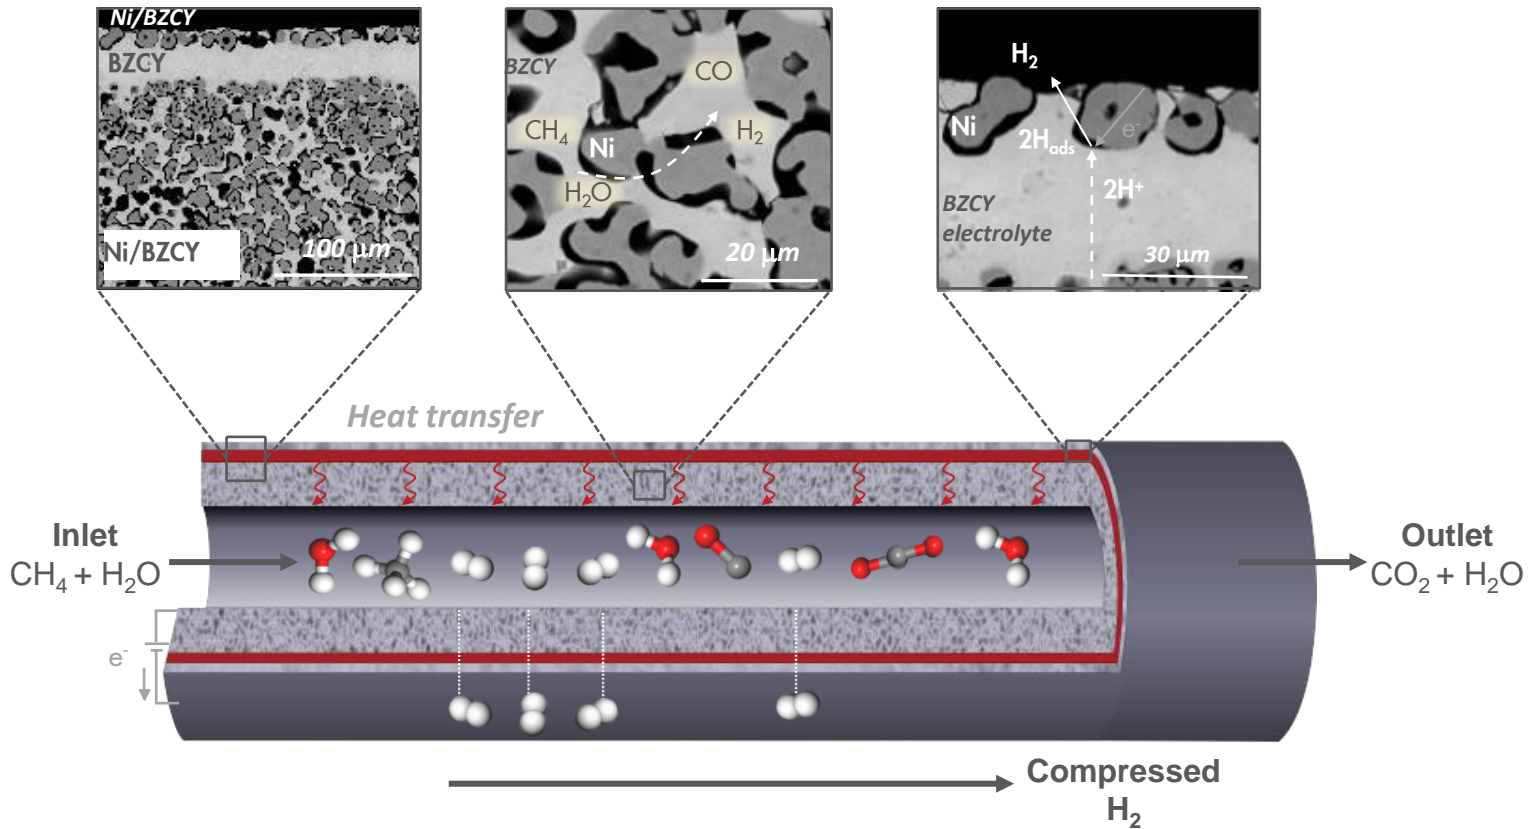 Ni/BZCY
BZCY
Ni/BZCY
100 μm
BZCY
CO
CH₄
Ni
H₂
H₂O
20 μm
H₂
Ni
e⁻
2Hads
2H⁺
BZCY
electrolyte
30 μm
Heat transfer
Inlet
CH₄ + H₂O
Outlet
CO₂ + H₂O
e⁻
Compressed
H₂